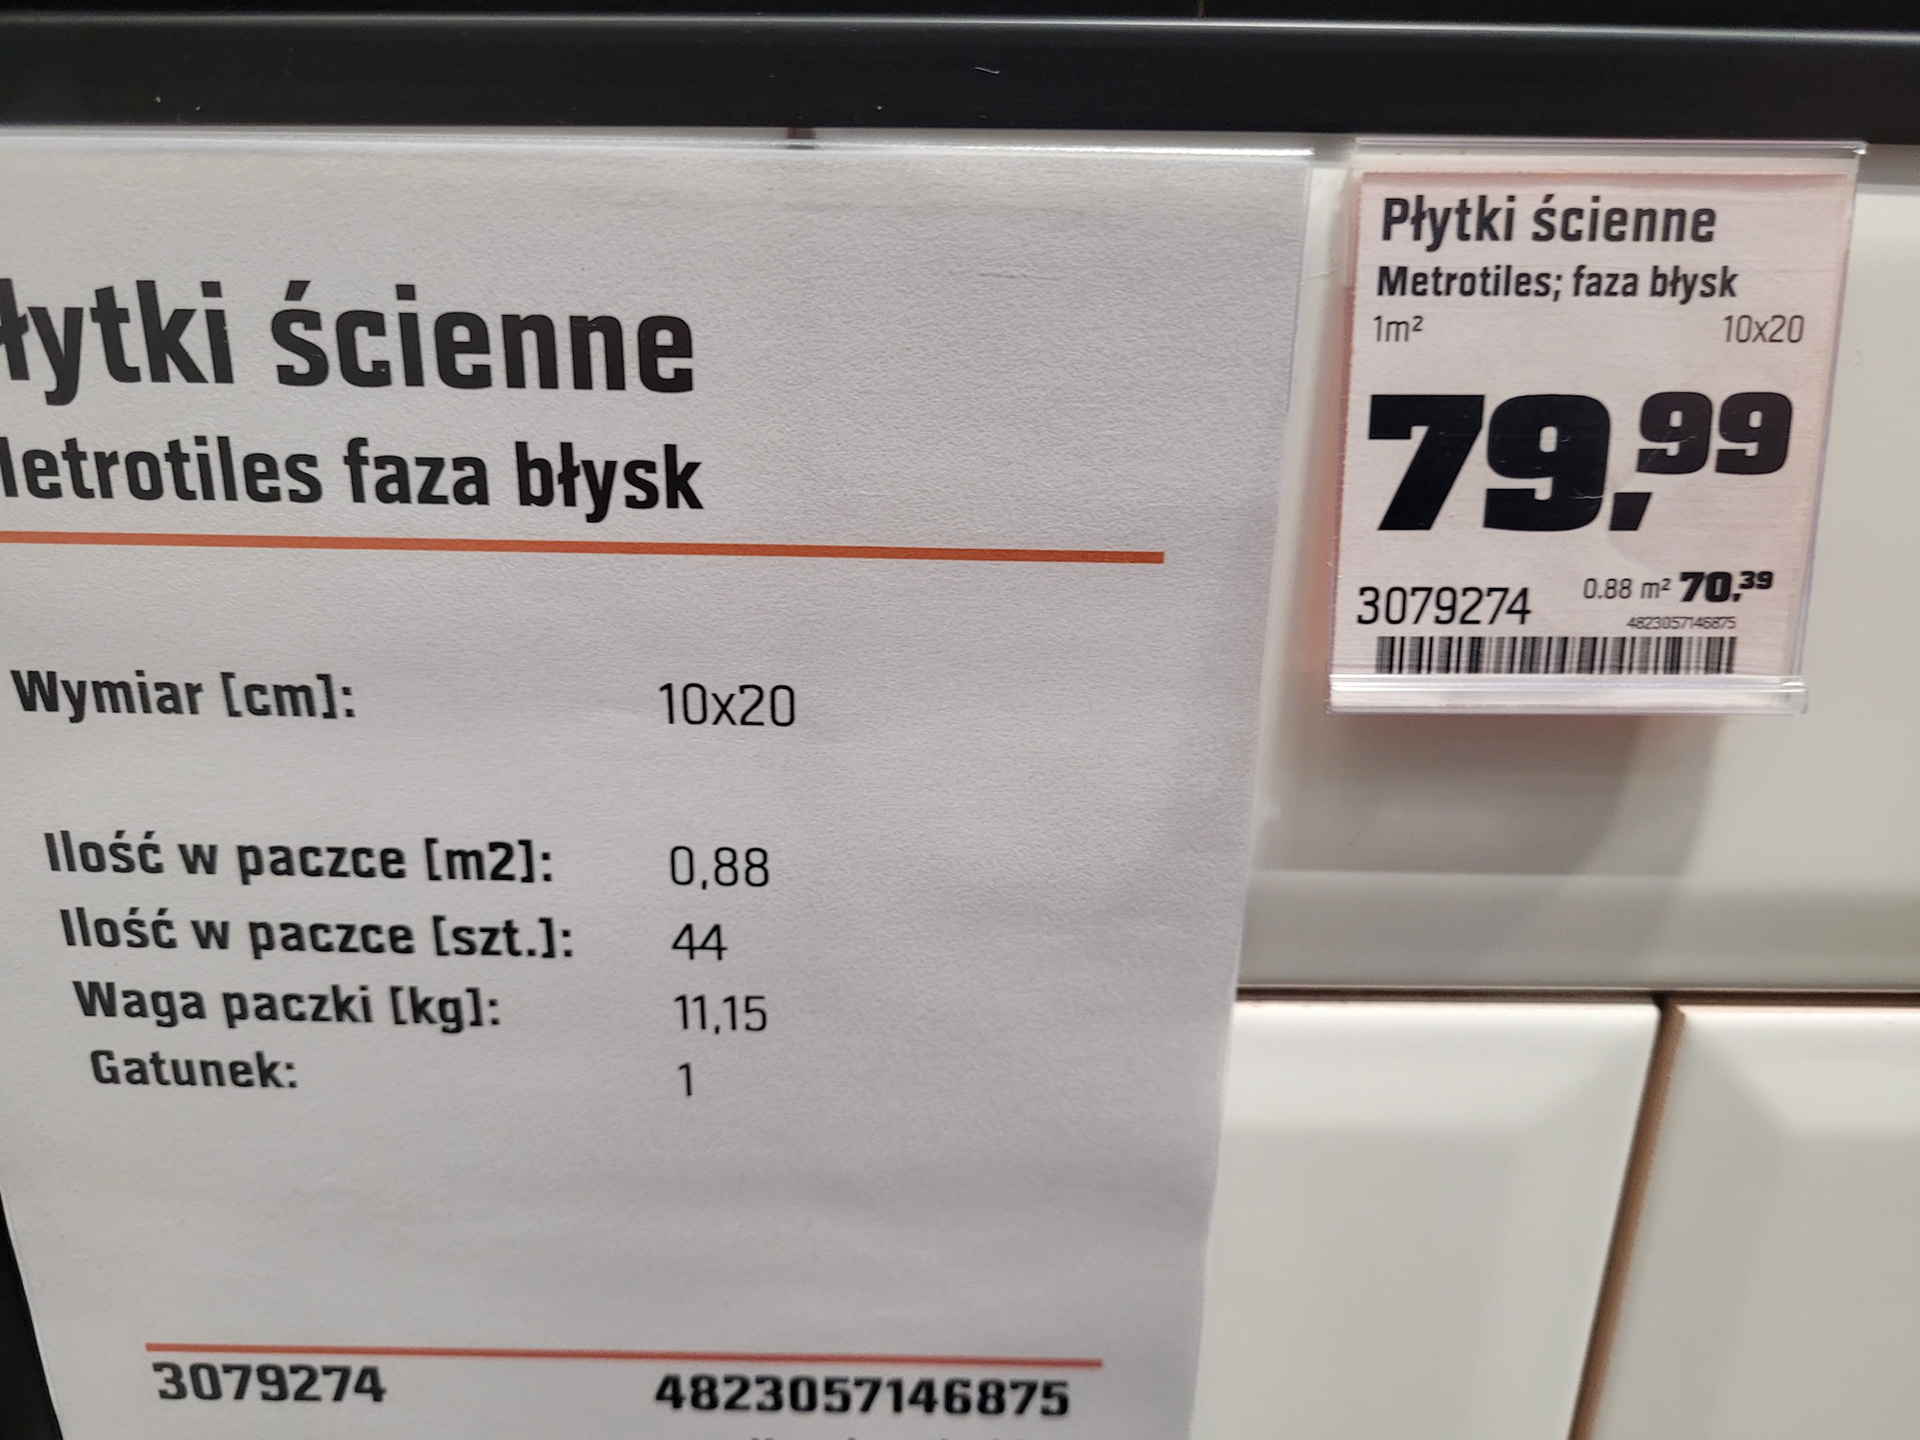 łytki ścienne
etrotiles faza błysk
Wymiar [cm]: 10x20
Ilość w paczce [m2]: 0,88
Ilość w paczce [szt.]: 44
Waga paczki [kg]: 11,15
Gatunek: 1
3079274 4823057146875
Płytki ścienne
Metrotiles; faza błysk
1m² 10x20
79,99
3079274 0.88 m² 70,39
4823057146875